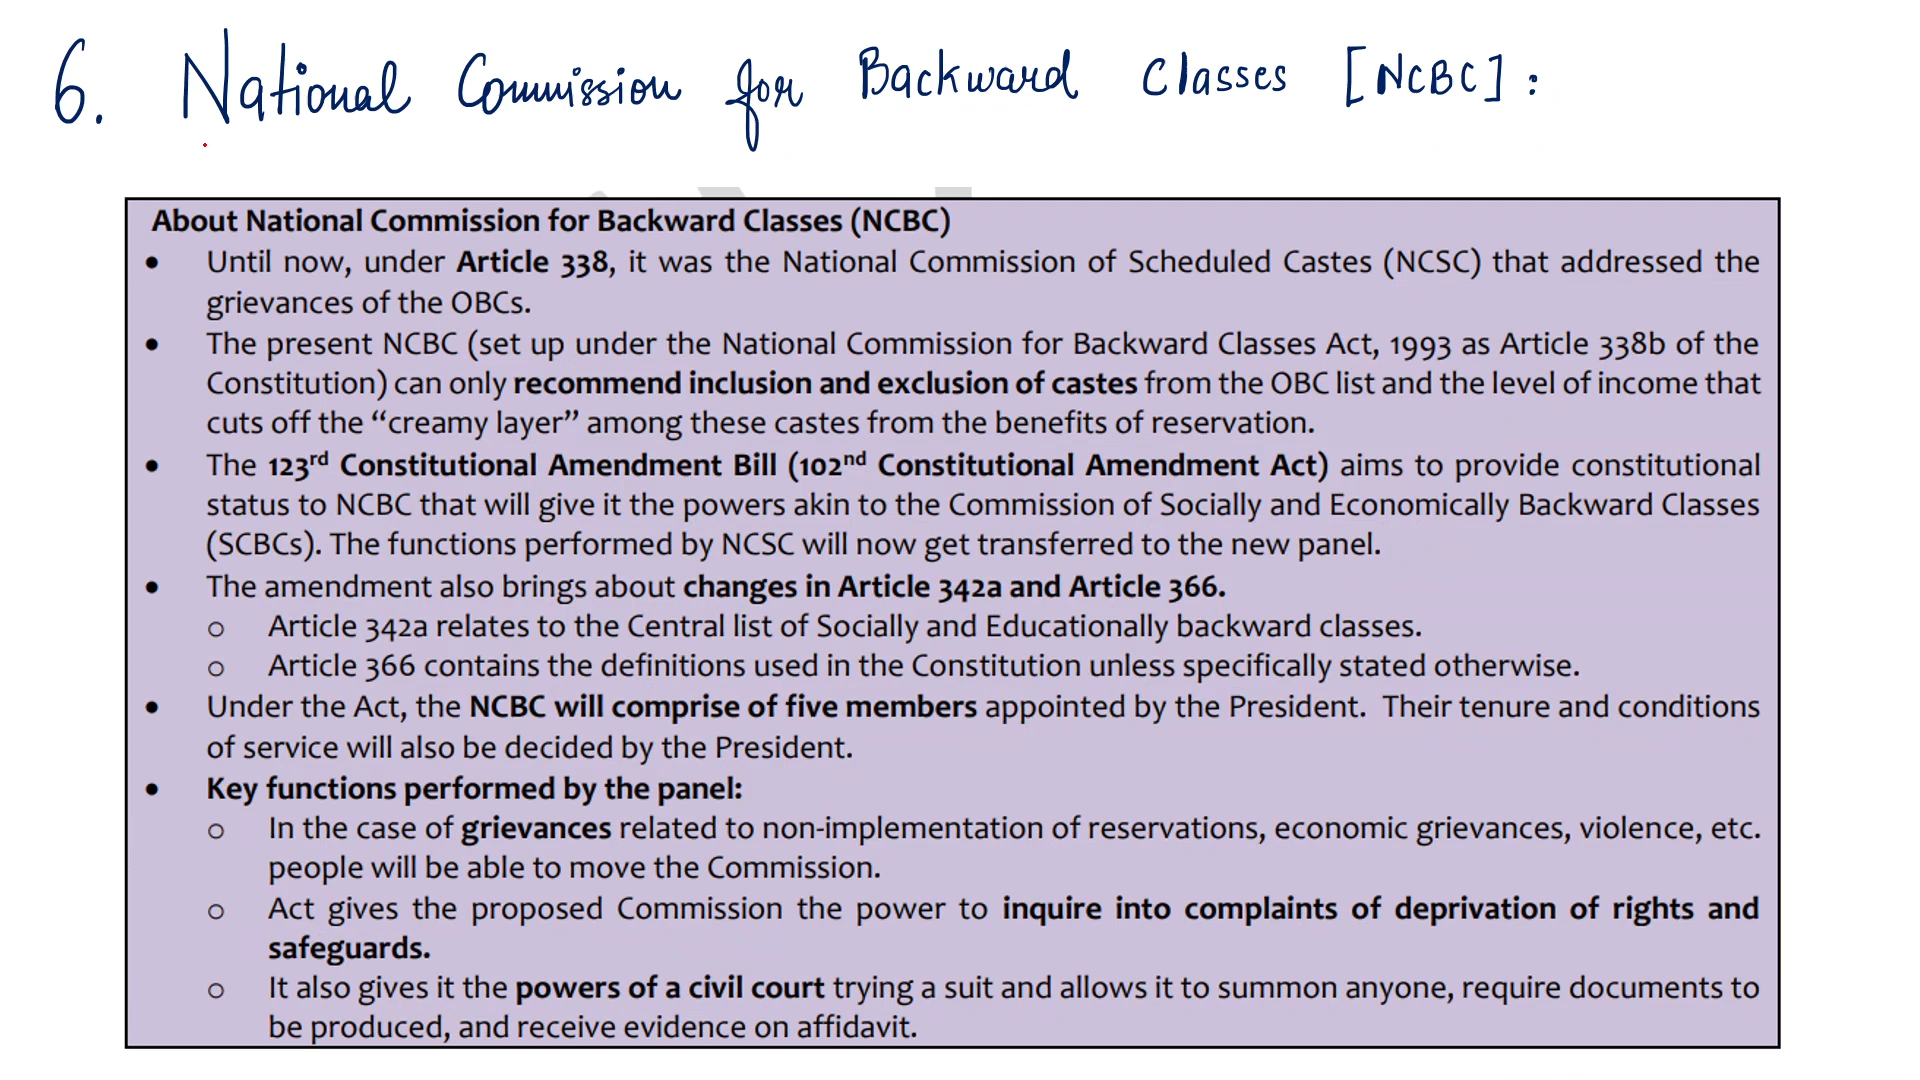 6. National Commission for Backward Classes [NCBC] :
About National Commission for Backward Classes (NCBC)
• Until now, under Article 338, it was the National Commission of Scheduled Castes (NCSC) that addressed the
grievances of the OBCs.
• The present NCBC (set up under the National Commission for Backward Classes Act, 1993 as Article 338b of the
Constitution) can only recommend inclusion and exclusion of castes from the OBC list and the level of income that
cuts off the “creamy layer” among these castes from the benefits of reservation.
• The 123rd Constitutional Amendment Bill (102nd Constitutional Amendment Act) aims to provide constitutional
status to NCBC that will give it the powers akin to the Commission of Socially and Economically Backward Classes
(SCBCs). The functions performed by NCSC will now get transferred to the new panel.
• The amendment also brings about changes in Article 342a and Article 366.
o Article 342a relates to the Central list of Socially and Educationally backward classes.
o Article 366 contains the definitions used in the Constitution unless specifically stated otherwise.
• Under the Act, the NCBC will comprise of five members appointed by the President. Their tenure and conditions
of service will also be decided by the President.
• Key functions performed by the panel:
o In the case of grievances related to non-implementation of reservations, economic grievances, violence, etc.
people will be able to move the Commission.
o Act gives the proposed Commission the power to inquire into complaints of deprivation of rights and
safeguards.
o It also gives it the powers of a civil court trying a suit and allows it to summon anyone, require documents to
be produced, and receive evidence on affidavit.